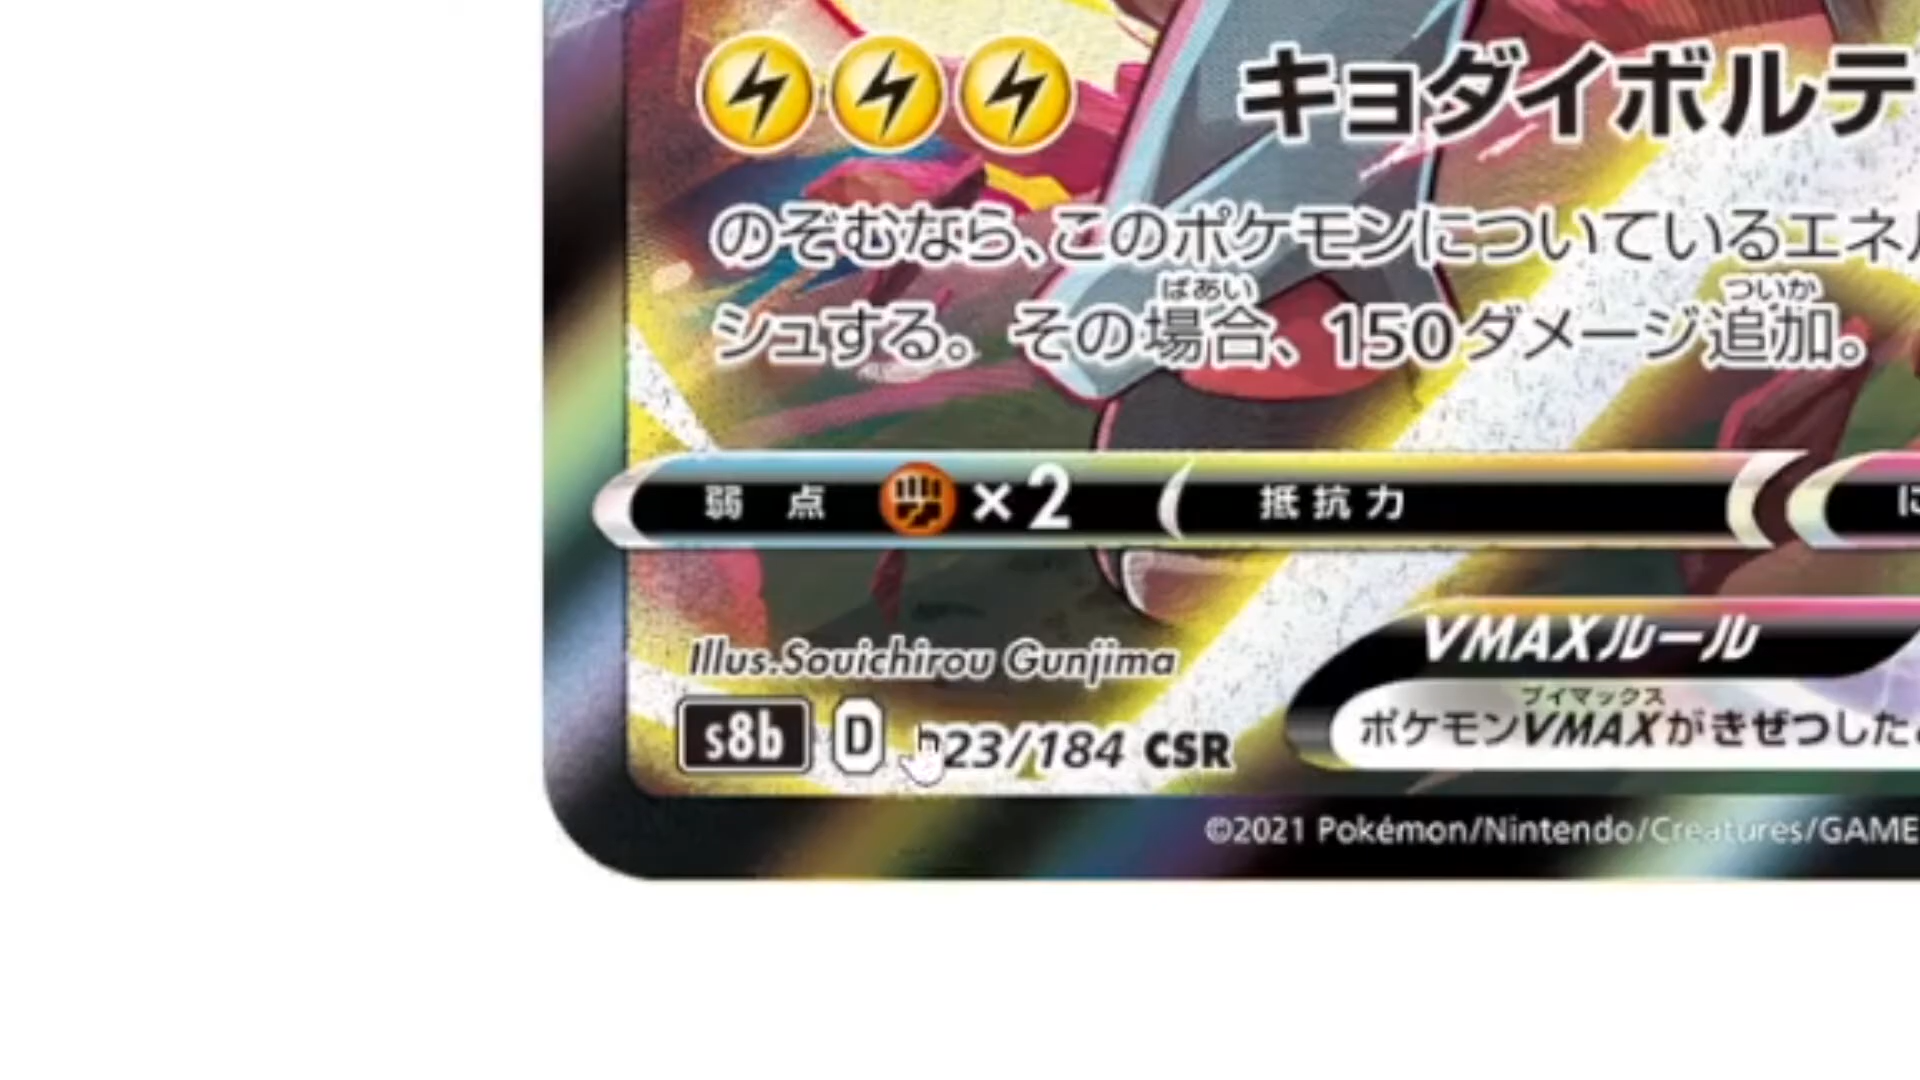 キョダイボルテ
のぞむなら、このポケモンについているエネル
ばあい ついか
シュする。その場合、150ダメージ追加。
弱点 ×2 抵抗力 に
Illus.Souichirou Gunjima
VMAXルール
ブイマックス
ポケモンVMAXがきぜつした
s8b D 23/184 CSR
©2021 Pokémon/Nintendo/Creatures/GAME